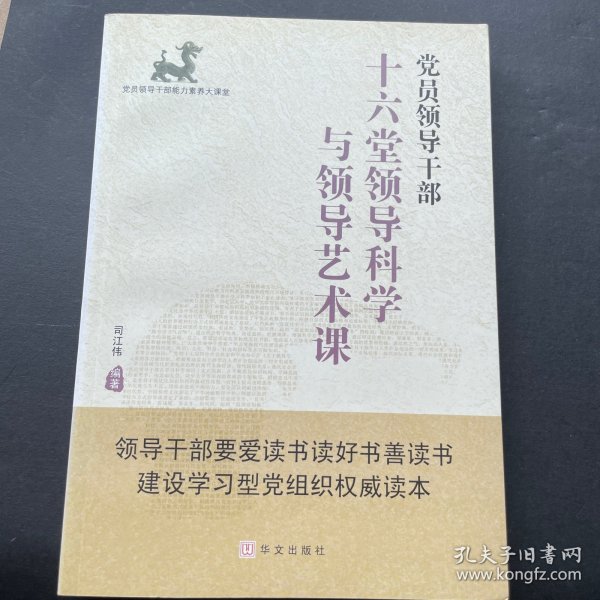 党员领导干部能力素养大课堂
党员领导干部
十六堂领导科学
与领导艺术课
司江伟
编著
领导干部要爱读书读好书善读书
建设学习型党组织权威读本
华文出版社
孔夫子旧书网
www.kongfz.com